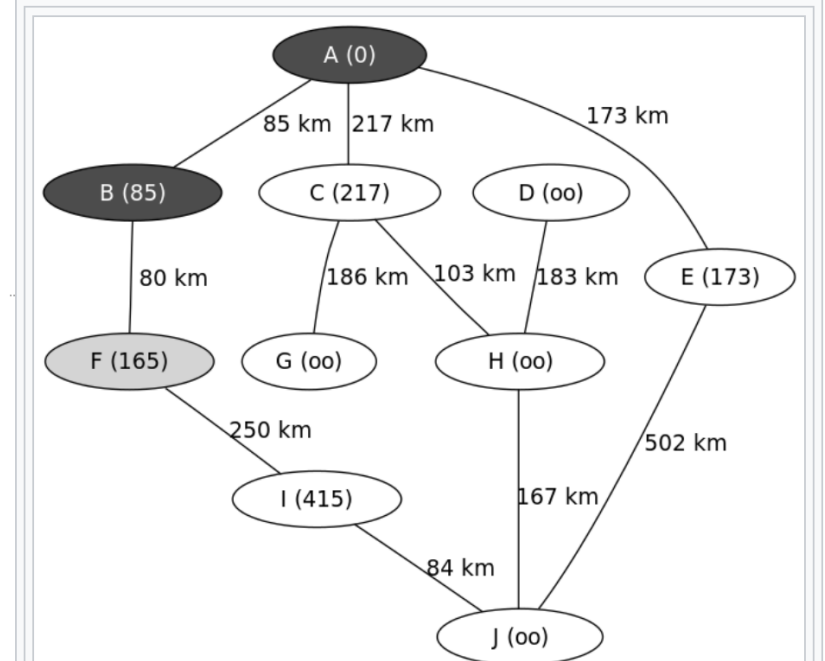 A (0)
173 km
85 km
217 km
B (85)
C (217)
D (oo)
80 km
186 km
103 km
183 km
E (173)
F (165)
G (oo)
H (oo)
250 km
502 km
I (415)
167 km
84 km
J (oo)